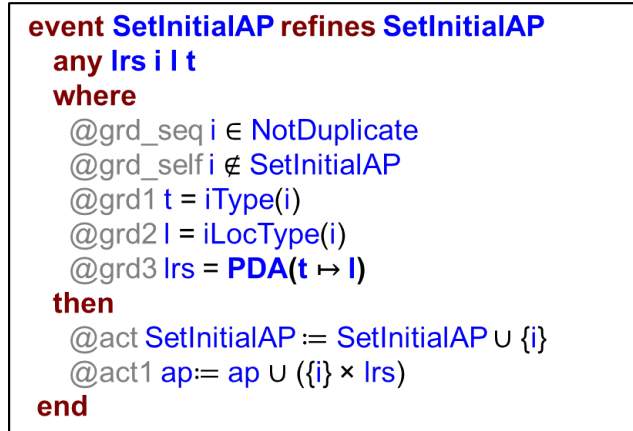 event SetInitialAP refines SetInitialAP
any lrs i l t
where
@grd_seq i ∈ NotDuplicate
@grd_self i ∉ SetInitialAP
@grd1 t = iType(i)
@grd2 l = iLocType(i)
@grd3 lrs = PDA(t ↦ l)
then
@act SetInitialAP ≔ SetInitialAP ∪ {i}
@act1 ap≔ ap ∪ ({i} × lrs)
end